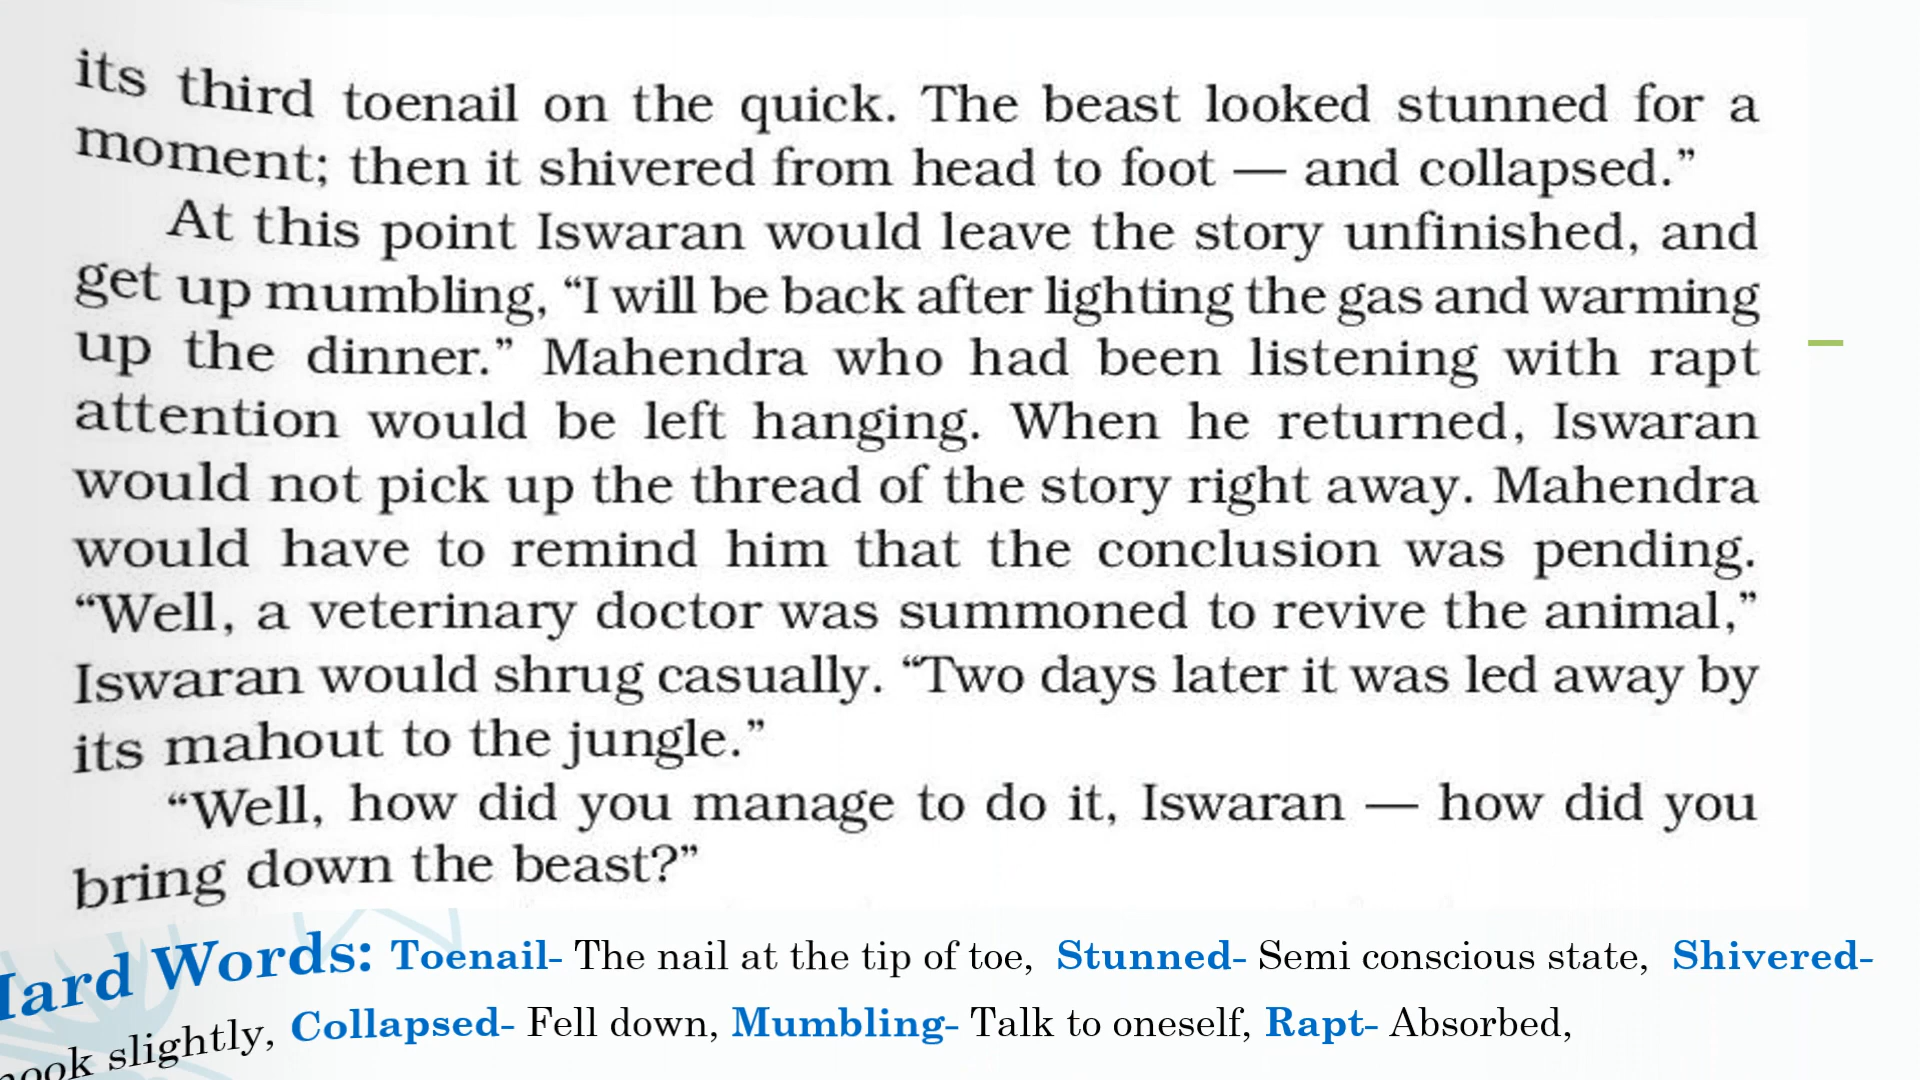 its third toenail on the quick. The beast looked stunned for a
moment; then it shivered from head to foot — and collapsed.”
At this point Iswaran would leave the story unfinished, and
get up mumbling, “I will be back after lighting the gas and warming
up the dinner.” Mahendra who had been listening with rapt
attention would be left hanging. When he returned, Iswaran
would not pick up the thread of the story right away. Mahendra
would have to remind him that the conclusion was pending.
“Well, a veterinary doctor was summoned to revive the animal,”
Iswaran would shrug casually. “Two days later it was led away by
its mahout to the jungle.”
“Well, how did you manage to do it, Iswaran — how did you
bring down the beast?”
Hard Words: Toenail- The nail at the tip of toe, Stunned- Semi conscious state, Shivered-
slightly, Collapsed- Fell down, Mumbling- Talk to oneself, Rapt- Absorbed,